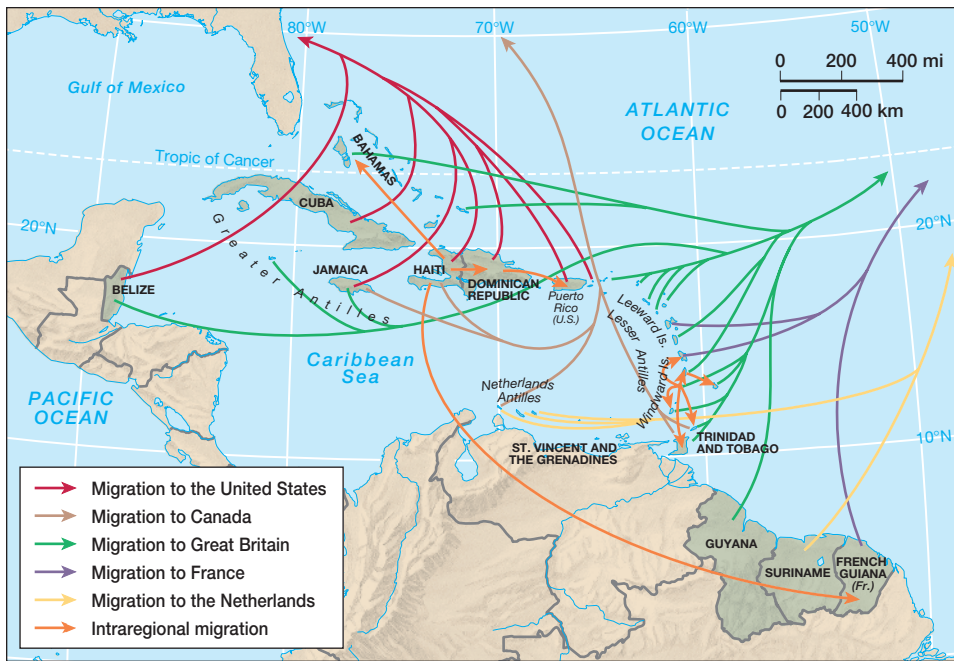 80°W
70°W
60°W
50°W
0 200 400 mi
0 200 400 km
Gulf of Mexico
ATLANTIC
OCEAN
Tropic of Cancer
BAHAMAS
CUBA
20°N
20°N
Greater Antilles
JAMAICA
HAITI
DOMINICAN
REPUBLIC
Puerto
Rico
(U.S.)
BELIZE
Leeward Is.
Lesser Antilles
Windward Is.
Caribbean
Sea
Netherlands
Antilles
PACIFIC
OCEAN
ST. VINCENT AND
THE GRENADINES
TRINIDAD
AND TOBAGO
10°N
GUYANA
SURINAME
FRENCH
GUIANA
(Fr.)
Migration to the United States
Migration to Canada
Migration to Great Britain
Migration to France
Migration to the Netherlands
Intraregional migration